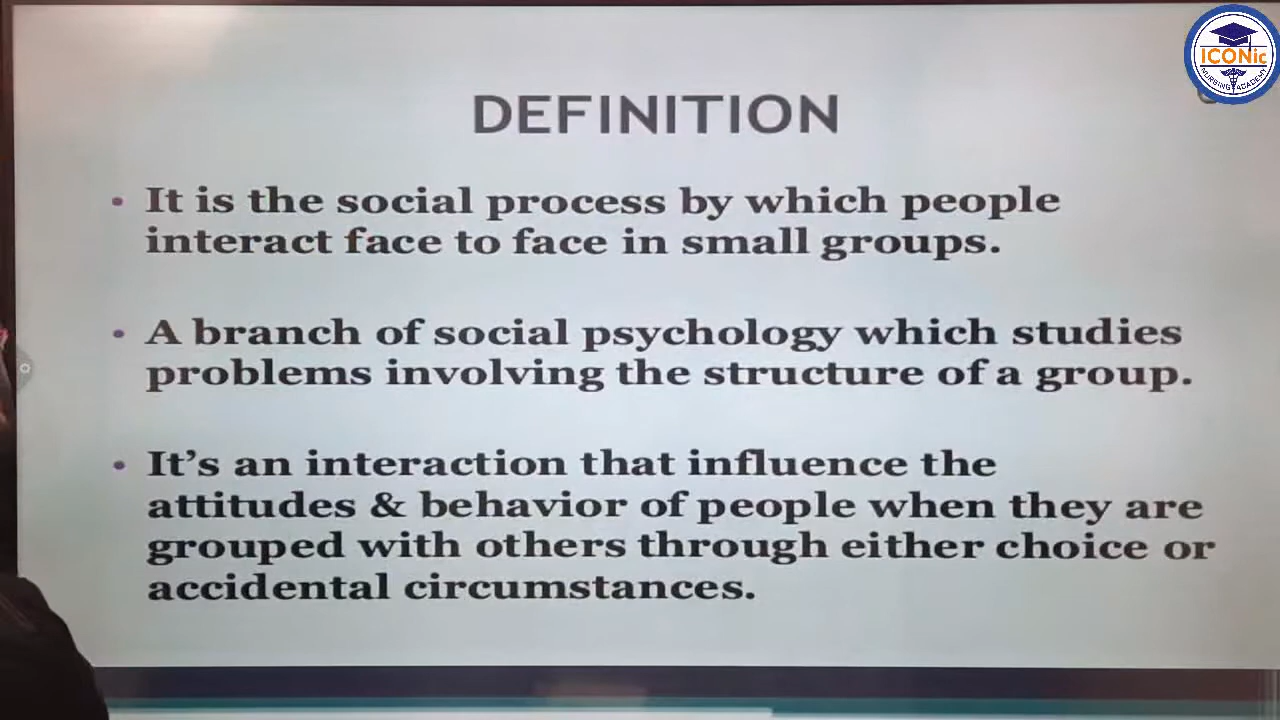 ICONic
NURSING ACADEMY
DEFINITION
• It is the social process by which people
interact face to face in small groups.
• A branch of social psychology which studies
problems involving the structure of a group.
• It's an interaction that influence the
attitudes & behavior of people when they are
grouped with others through either choice or
accidental circumstances.